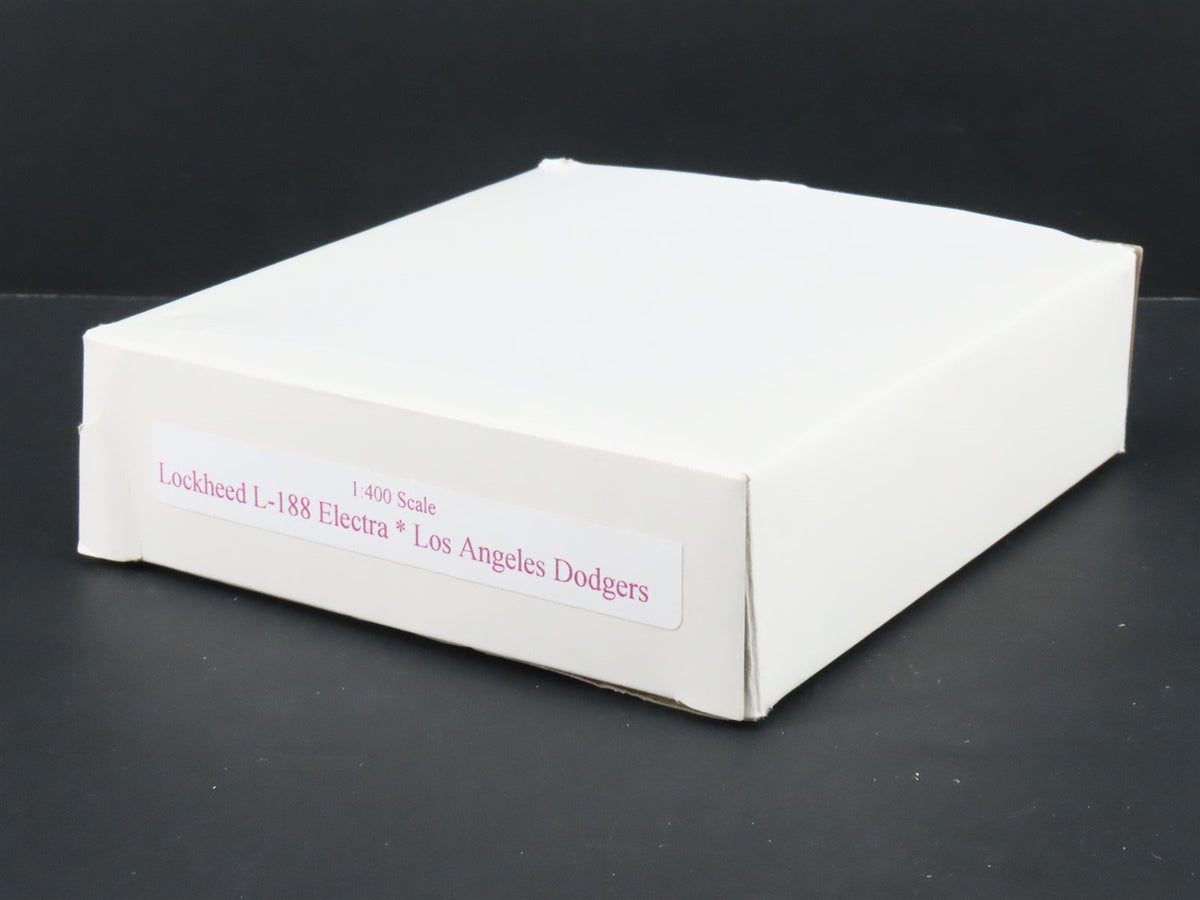 1:400 Scale
Lockheed L-188 Electra * Los Angeles Dodgers